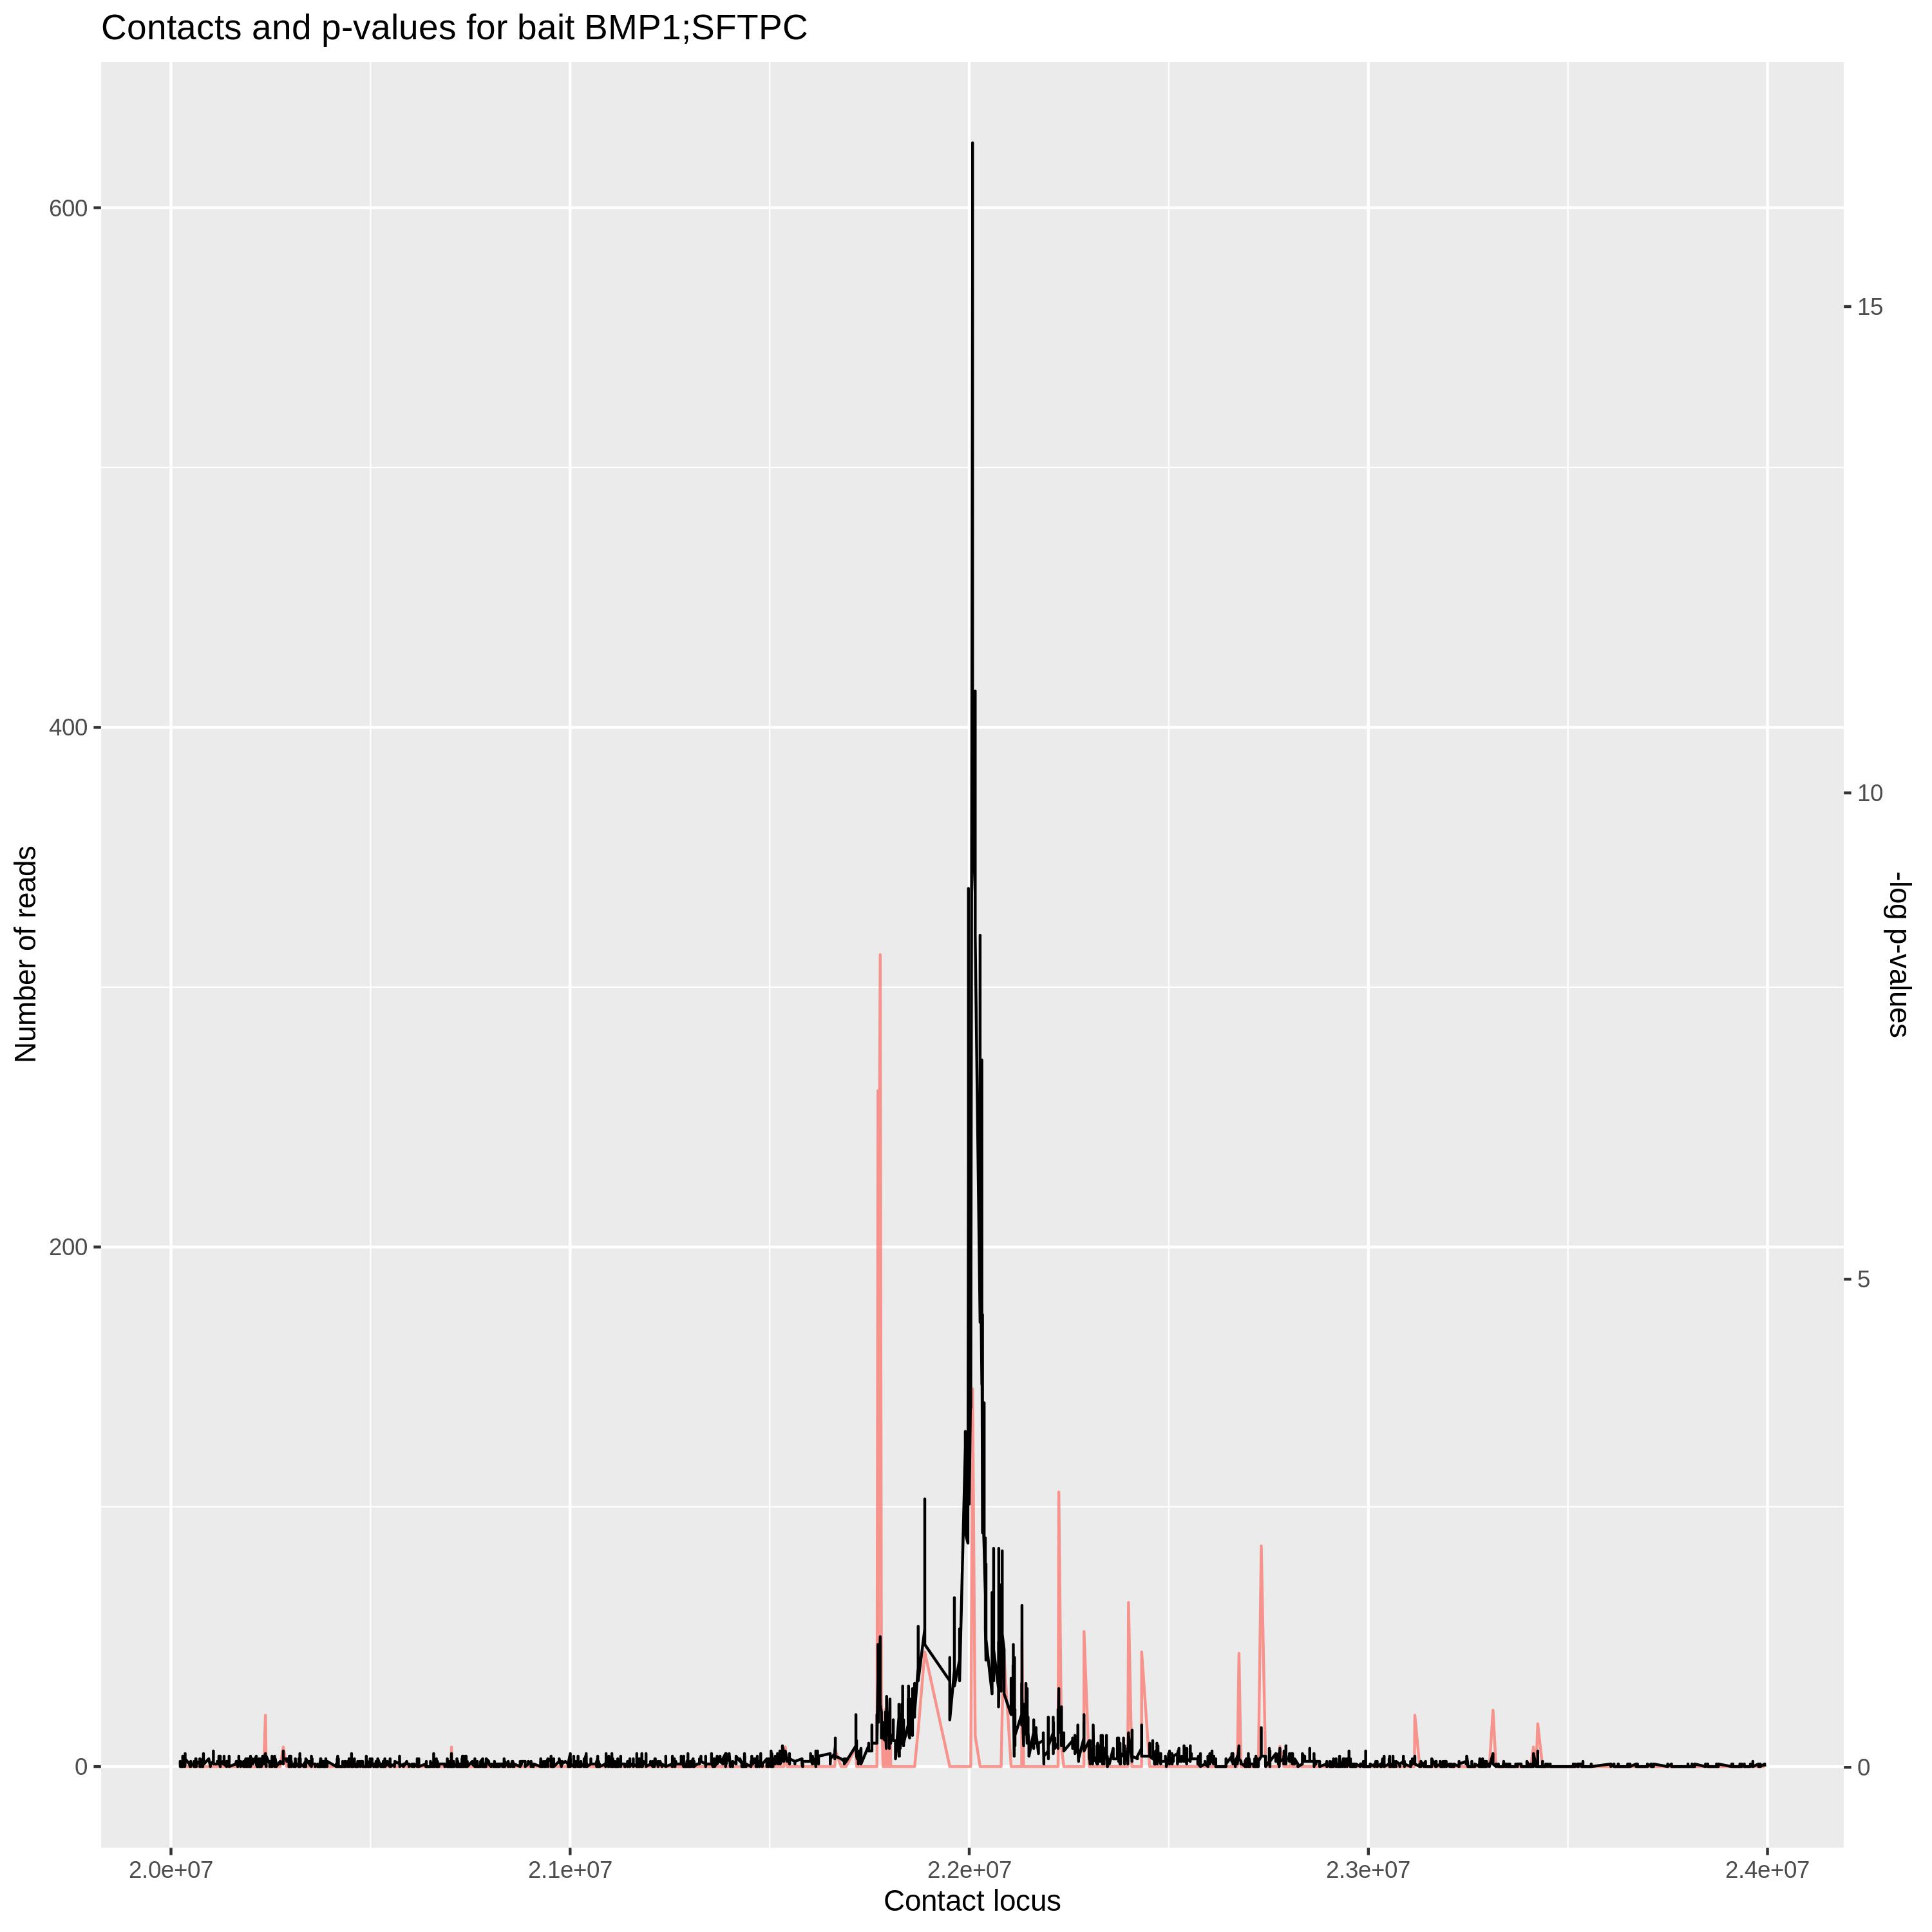 Contacts and p-values for bait BMP1;SFTPC
600
400
200
0
Number of reads
15
10
5
0
-log p-values
2.0e+07
2.1e+07
2.2e+07
2.3e+07
2.4e+07
Contact locus